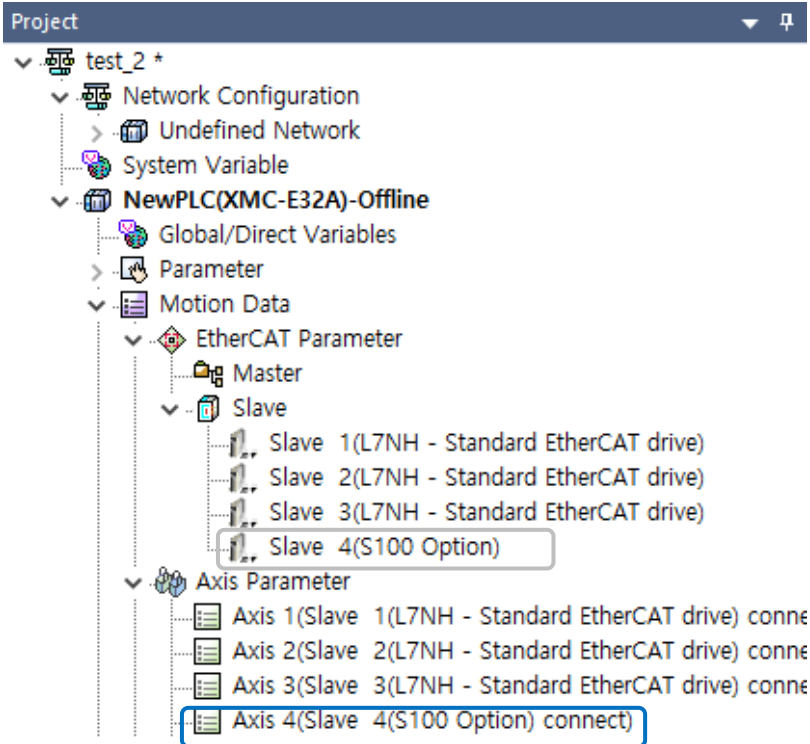 Project
test_2 *
Network Configuration
Undefined Network
System Variable
NewPLC(XMC-E32A)-Offline
Global/Direct Variables
Parameter
Motion Data
EtherCAT Parameter
Master
Slave
Slave 1(L7NH - Standard EtherCAT drive)
Slave 2(L7NH - Standard EtherCAT drive)
Slave 3(L7NH - Standard EtherCAT drive)
Slave 4(S100 Option)
Axis Parameter
Axis 1(Slave 1(L7NH - Standard EtherCAT drive) conne
Axis 2(Slave 2(L7NH - Standard EtherCAT drive) conne
Axis 3(Slave 3(L7NH - Standard EtherCAT drive) conne
Axis 4(Slave 4(S100 Option) connect)